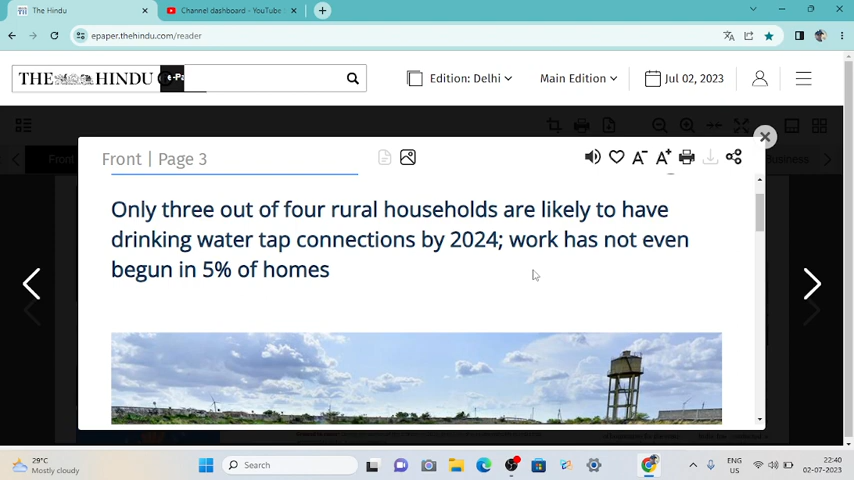 The Hindu
Channel dashboard - YouTube
epaper.thehindu.com/reader
THE HINDU
e-Pa
Edition: Delhi
Main Edition
Jul 02, 2023
Front
Front | Page 3
A- A+
Only three out of four rural households are likely to have
drinking water tap connections by 2024; work has not even
begun in 5% of homes
29°C
Mostly cloudy
Search
ENG
US
22:40
02-07-2023